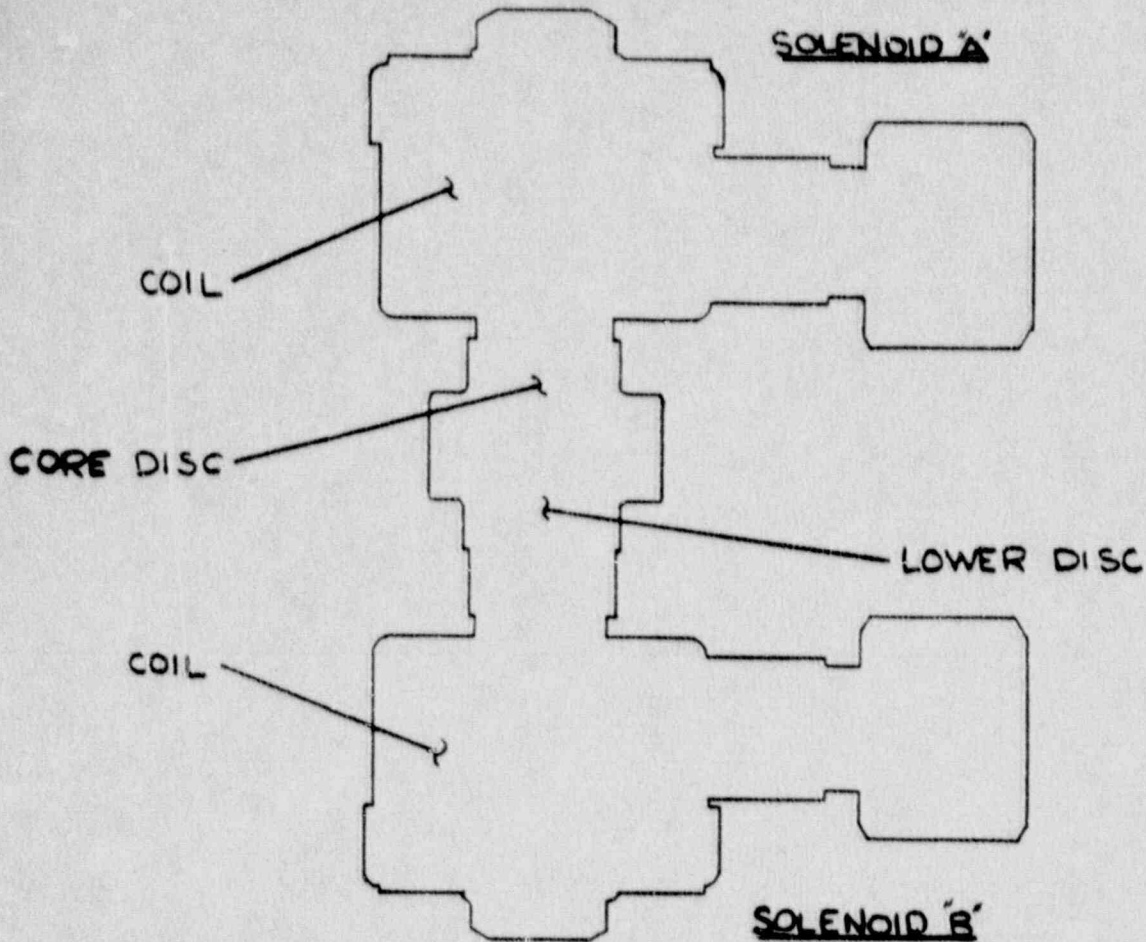 SOLENOID "A"
COIL
CORE DISC
LOWER DISC
COIL
SOLENOID "B"